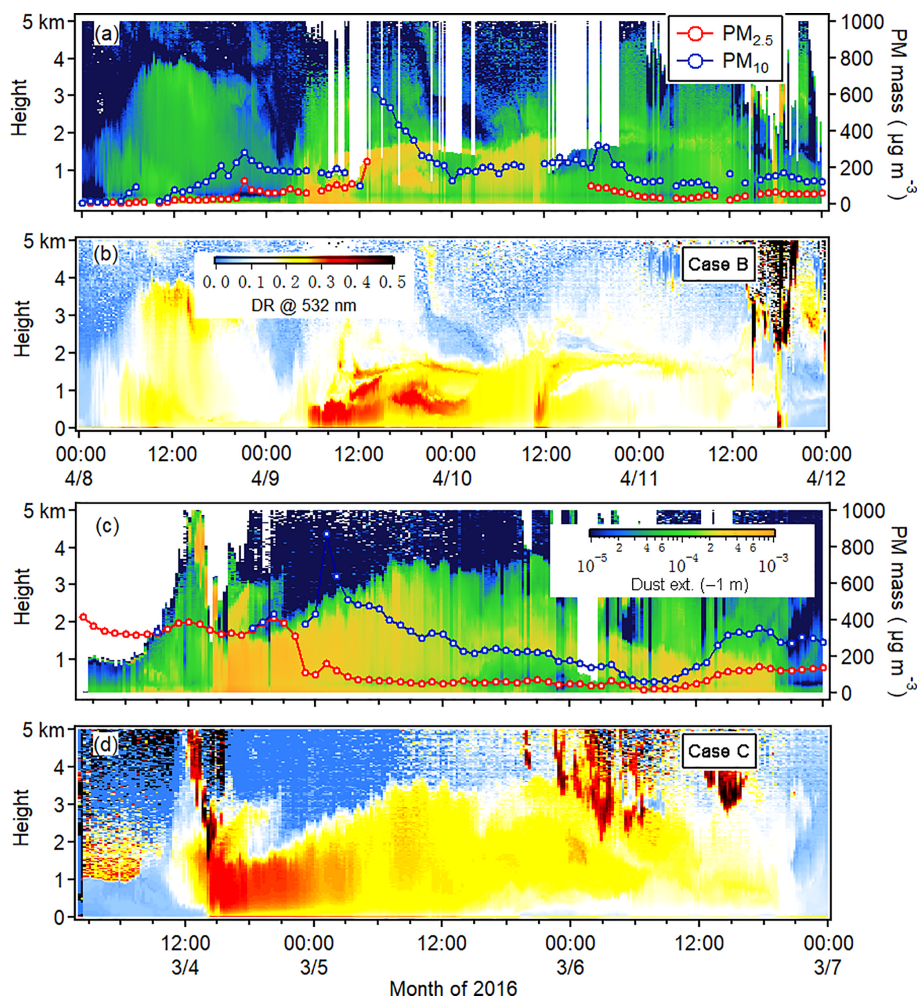 5 km (a) 1000
PM2.5
PM10
4 800
3 600
2 400
1 200
0
Height
PM mass ( µg m⁻³)
5 km (b)
0.0 0.1 0.2 0.3 0.4 0.5
DR @ 532 nm
Case B
4
3
2
1
0
Height
00:00 12:00 00:00 12:00 00:00 12:00 00:00 12:00 00:00
4/8 4/9 4/10 4/11 4/12
5 km (c) 1000
4 800
3 600
2 400
1 200
0
Height
PM mass ( µg m⁻³)
10⁻⁵ 2 4 6 10⁻⁴ 2 4 6 10⁻³
Dust ext. (–1 m)
5 km (d)
Case C
4
3
2
1
0
Height
12:00 00:00 12:00 00:00 12:00 00:00
3/4 3/5 3/6 3/7
Month of 2016